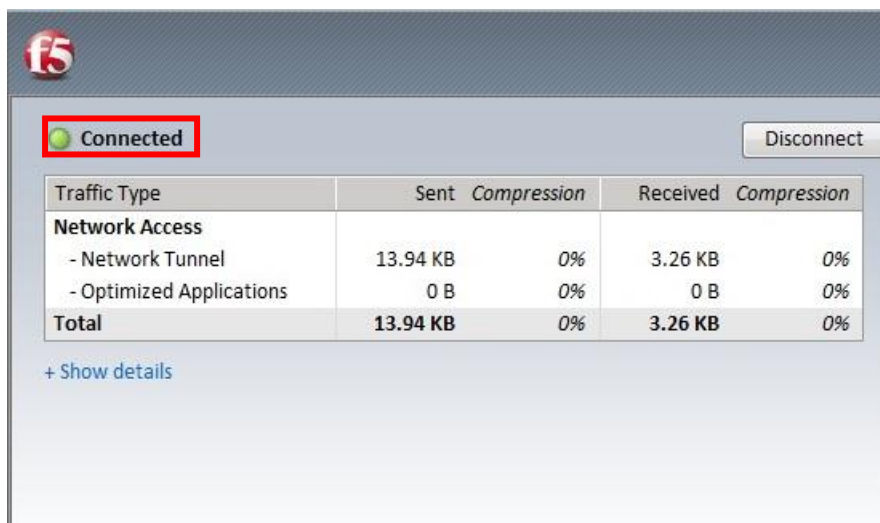 f5
Connected
Disconnect
Traffic Type Sent Compression Received Compression
Network Access
- Network Tunnel 13.94 KB 0% 3.26 KB 0%
- Optimized Applications 0 B 0% 0 B 0%
Total 13.94 KB 0% 3.26 KB 0%
+ Show details